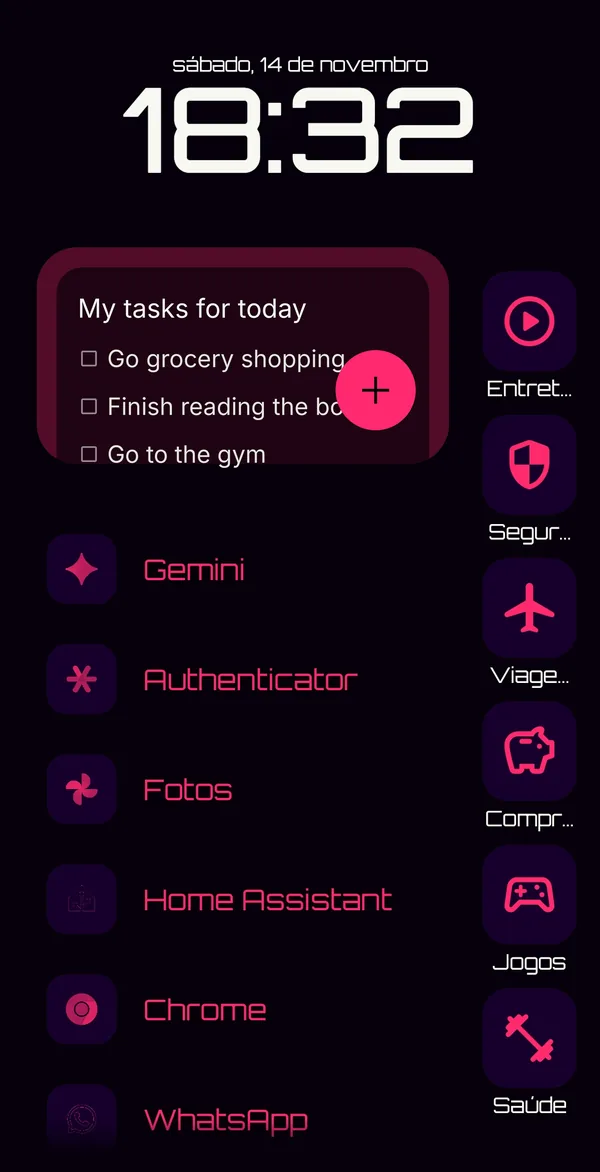 sábado, 14 de novembro
18:32
My tasks for today
Go grocery shopping
Finish reading the bo
Go to the gym
Gemini
Authenticator
Fotos
Home Assistant
Chrome
WhatsApp
Entret...
Segur...
Viage...
Compr...
Jogos
Saúde